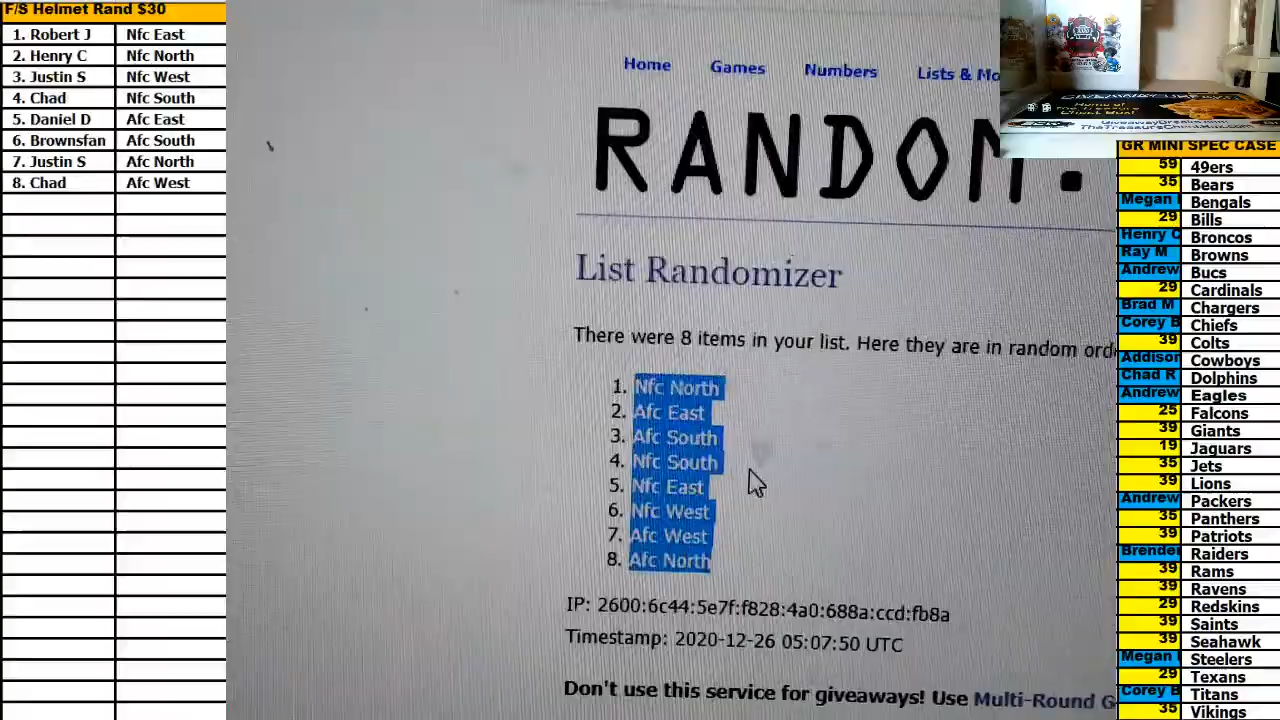 F/S Helmet Rand $30
1. Robert J Nfc East
2. Henry C Nfc North
3. Justin S Nfc West
4. Chad Nfc South
5. Daniel D Afc East
6. Brownsfan Afc South
7. Justin S Afc North
8. Chad Afc West
Home Games Numbers Lists & Mo
RANDOM.
List Randomizer
There were 8 items in your list. Here they are in random ord
1. Nfc North
2. Afc East
3. Afc South
4. Nfc South
5. Nfc East
6. Nfc West
7. Afc West
8. Afc North
IP: 2600:6c44:5e7f:f828:4a0:688a:ccd:fb8a
Timestamp: 2020-12-26 05:07:50 UTC
Don't use this service for giveaways! Use Multi-Round G
Home of
The Treasure
Chest Bus!
TheTreasureChestBox.com
GR MINI SPEC CASE
59 49ers
35 Bears
Megan Bengals
29 Bills
Henry C Broncos
Ray M Browns
Andrew Bucs
29 Cardinals
Brad M Chargers
Corey B Chiefs
39 Colts
Addison Cowboys
Chad R Dolphins
Andrew Eagles
25 Falcons
39 Giants
19 Jaguars
35 Jets
39 Lions
Andrew Packers
35 Panthers
39 Patriots
Brender Raiders
39 Rams
39 Ravens
29 Redskins
39 Saints
39 Seahawk
Megan Steelers
29 Texans
Corey B Titans
35 Vikings